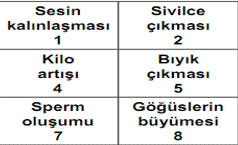 Sesin
kalınlaşması
1
Sivilce
çıkması
2
Kilo
artışı
4
Bıyık
çıkması
5
Sperm
oluşumu
7
Göğüslerin
büyümesi
8